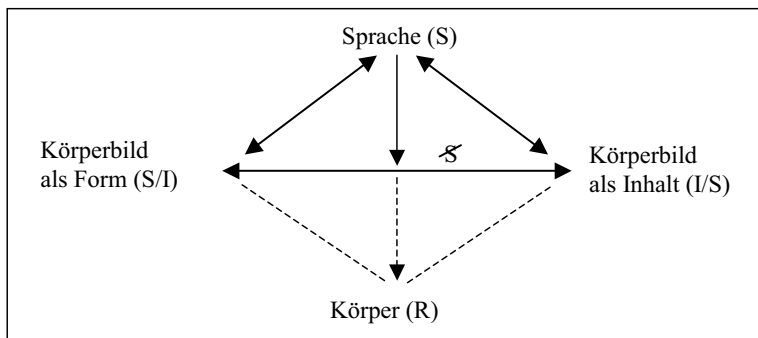 Sprache (S)
S̷
Körperbild
als Form (S/I)
Körperbild
als Inhalt (I/S)
Körper (R)